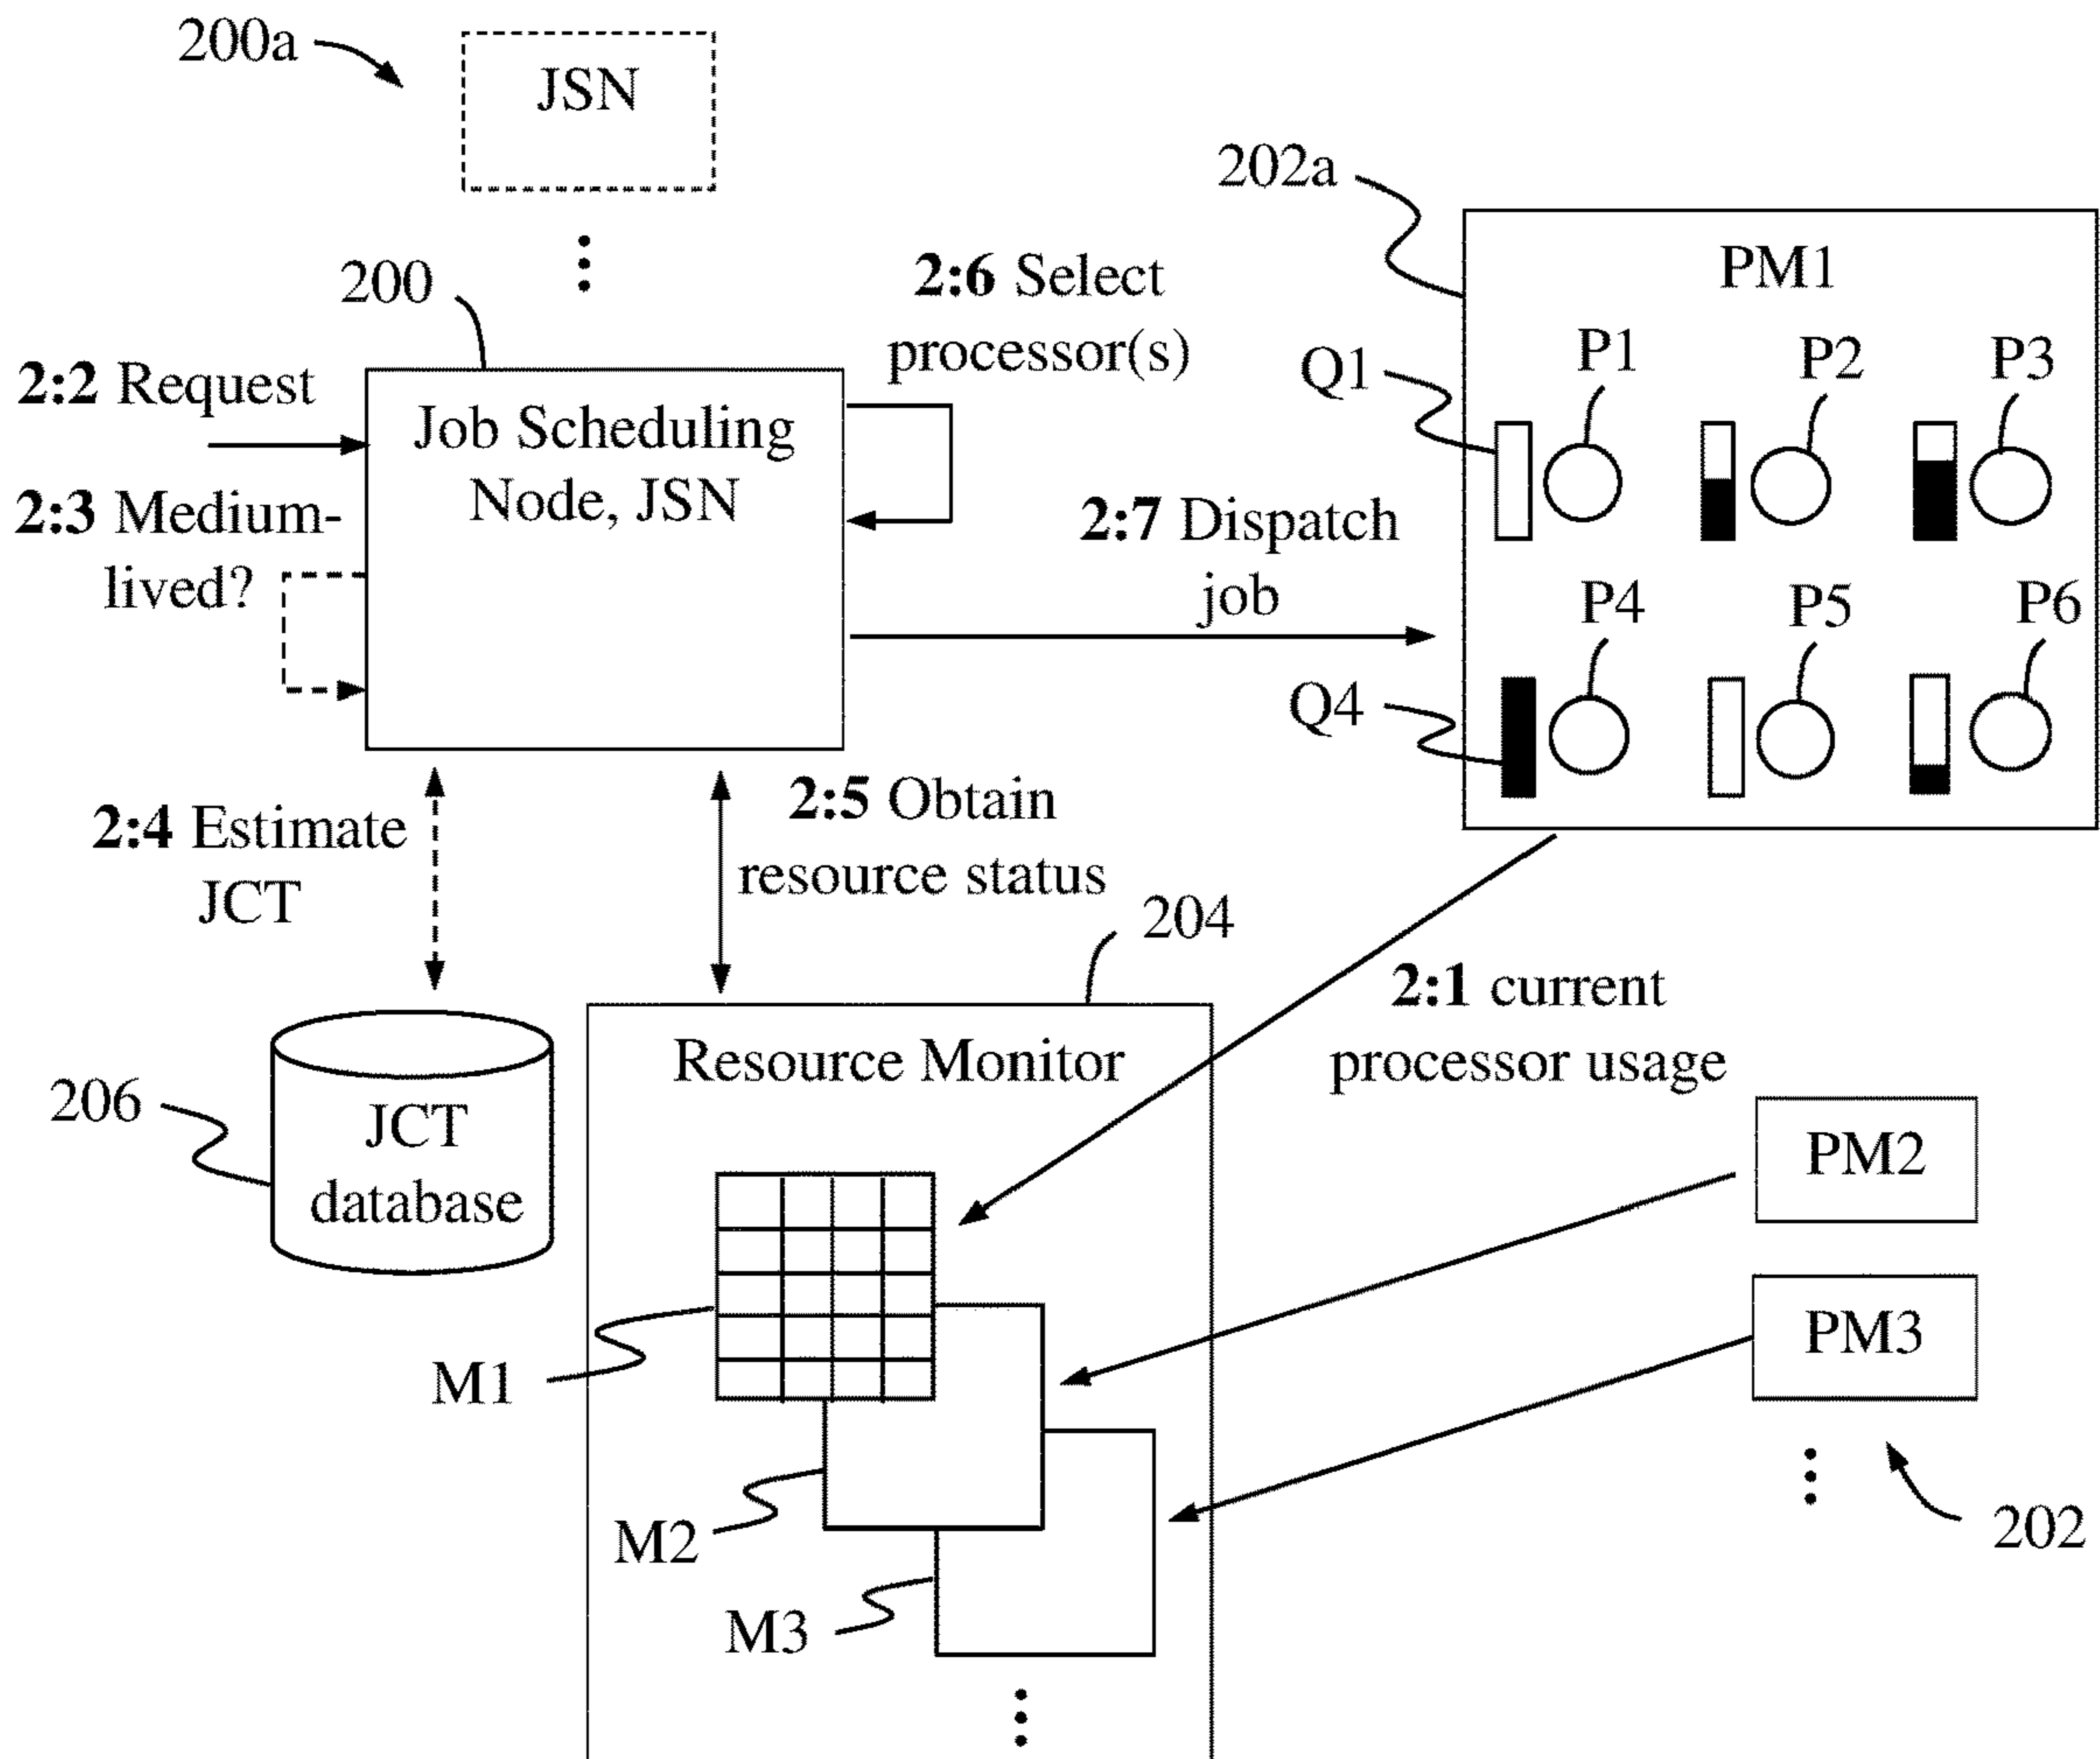 200a
JSN
202a
PM1
200
2:6 Select
processor(s)
2:2 Request
Job Scheduling
Node, JSN
2:3 Medium-
lived?
2:7 Dispatch
job
Q1
P1
P2
P3
P4
P5
P6
Q4
2:4 Estimate
JCT
2:5 Obtain
resource status
204
2:1 current
processor usage
Resource Monitor
206
JCT
database
PM2
PM3
M1
M2
M3
202